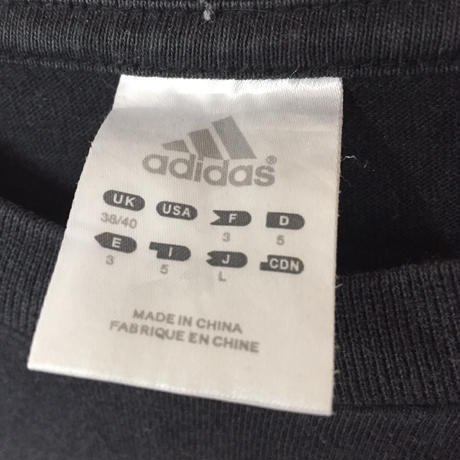 adidas®
UK USA F D
38/40 3 5
E I J CDN
3 5 L
MADE IN CHINA
FABRIQUE EN CHINE